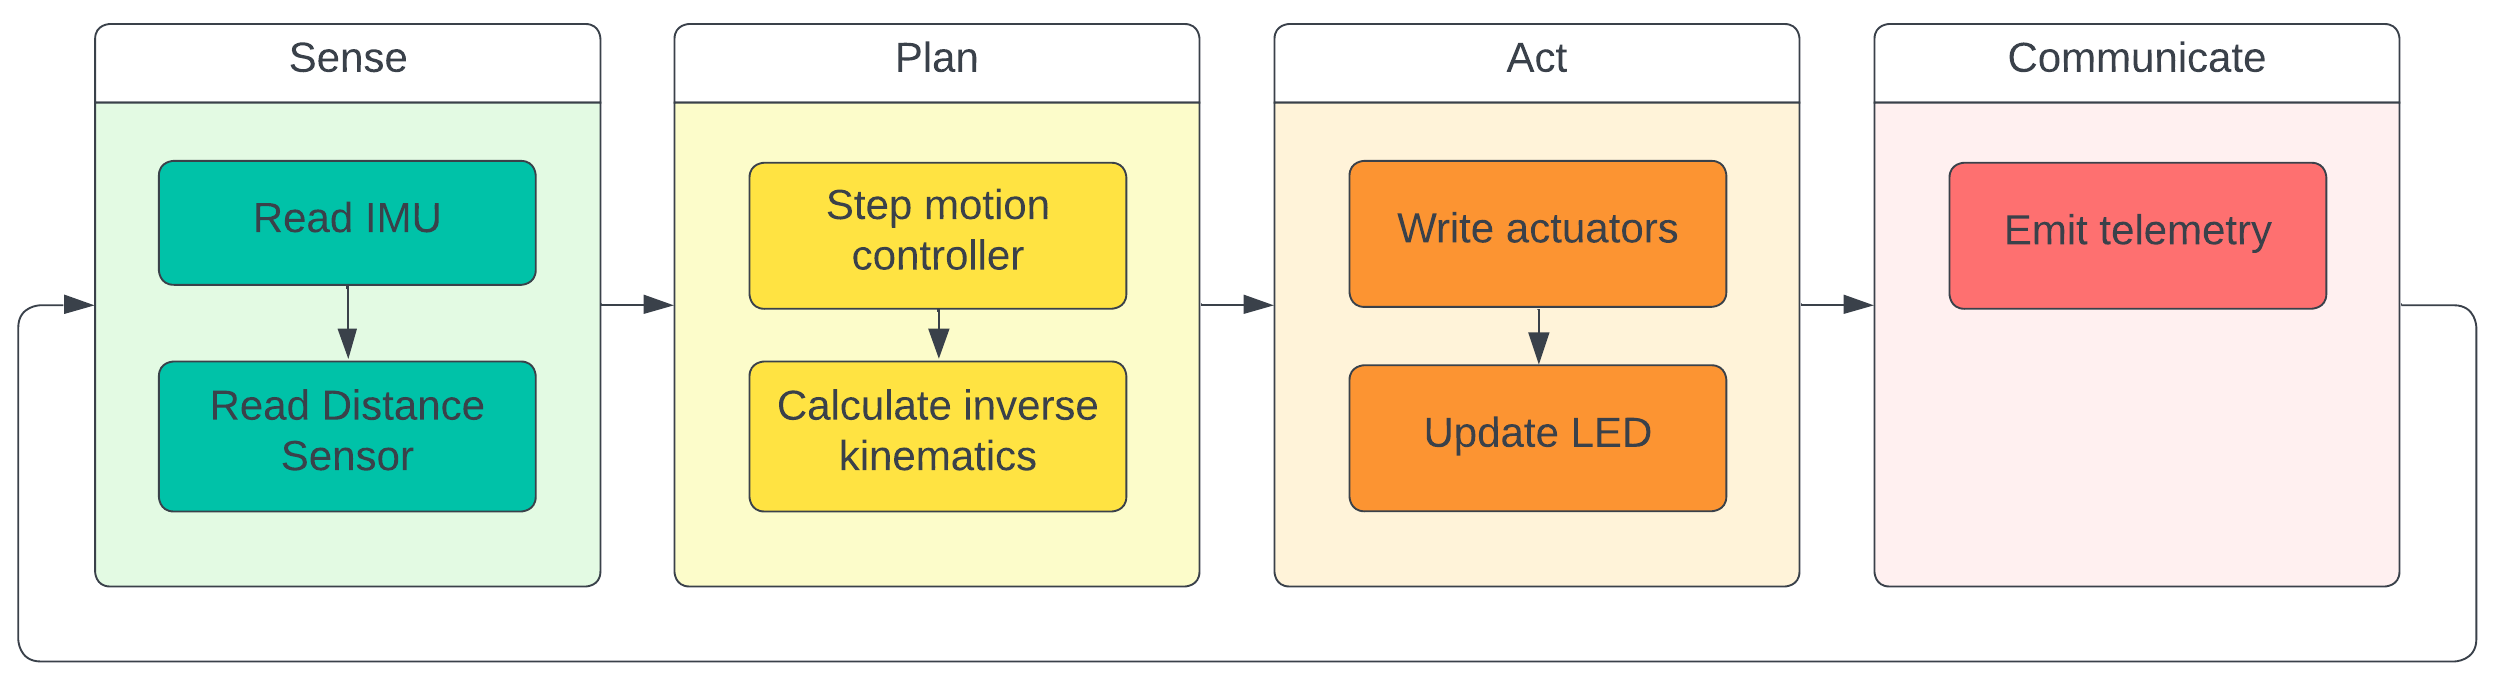 Sense
Read IMU
Read Distance
Sensor
Plan
Step motion
controller
Calculate inverse
kinematics
Act
Write actuators
Update LED
Communicate
Emit telemetry